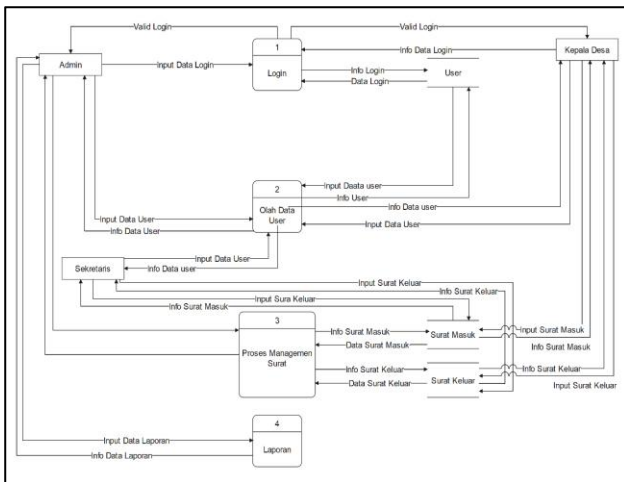 Valid Login
Valid Login
1
Login
Info Data Login
Kepala Desa
Admin
Input Data Login
Info Login
Data Login
User
2
Olah Data
User
Input Daata user
Info User
Info Data user
Input Data User
Input Data User
Info Data User
Input Data User
Info Data user
Sekretaris
Input Surat Keluar
Info Surat Keluar
Input Sura Keluar
Info Surat Masuk
3
Proses Managemen
Surat
Info Surat Masuk
Data Surat Masuk
Surat Masuk
Input Surat Masuk
Info Surat Masuk
Info Surat Keluar
Data Surat Keluar
Surat Keluar
Info Surat Keluar
Input Surat Keluar
4
Laporan
Input Data Laporan
Info Data Laporan